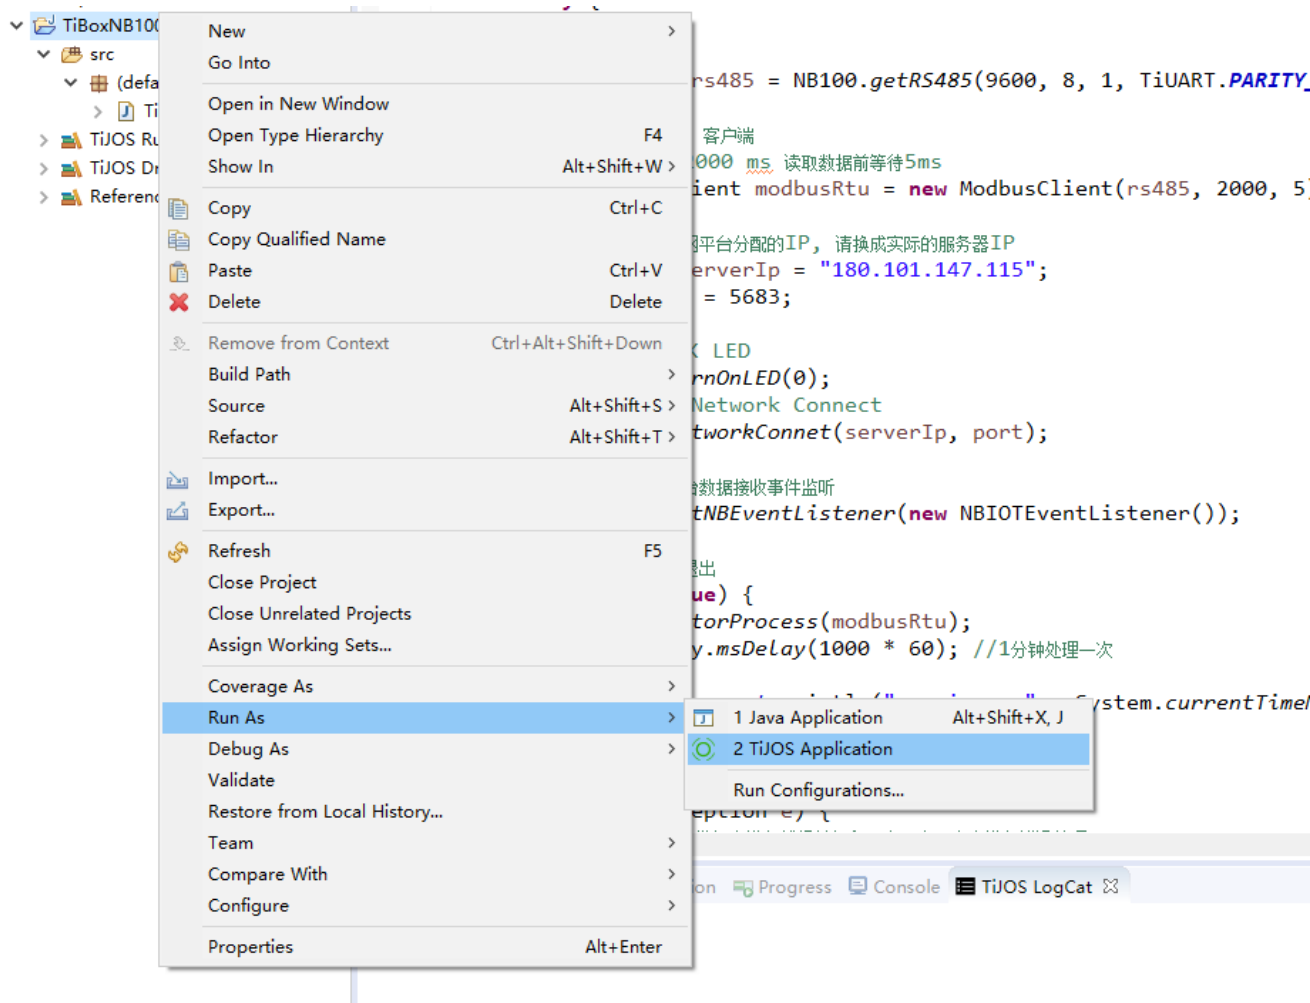 TiBoxNB100
src
(defa
Ti
TiJOS Ru
TiJOS Dr
Referenc
New
Go Into
Open in New Window
Open Type Hierarchy F4
Show In Alt+Shift+W >
Copy Ctrl+C
Copy Qualified Name
Paste Ctrl+V
Delete Delete
Remove from Context Ctrl+Alt+Shift+Down
Build Path
Source Alt+Shift+S >
Refactor Alt+Shift+T >
Import...
Export...
Refresh F5
Close Project
Close Unrelated Projects
Assign Working Sets...
Coverage As
Run As
Debug As
Validate
Restore from Local History...
Team
Compare With
Configure
Properties Alt+Enter
1 Java Application Alt+Shift+X, J
2 TiJOS Application
Run Configurations...
rs485 = NB100.getRS485(9600, 8, 1, TiUART.PARITY_
客户端
000 ms 读取数据前等待5ms
ient modbusRtu = new ModbusClient(rs485, 2000, 5)
平台分配的IP, 请换成实际的服务器IP
erverIp = "180.101.147.115";
= 5683;
LED
rnOnLED(0);
Network Connect
tworkConnet(serverIp, port);
数据接收事件监听
tNBEventListener(new NBIOTEventListener());
出
ue) {
torProcess(modbusRtu);
y.msDelay(1000 * 60); //1分钟处理一次
ystem.currentTimeM
eption e) {
ion Progress Console TiJOS LogCat